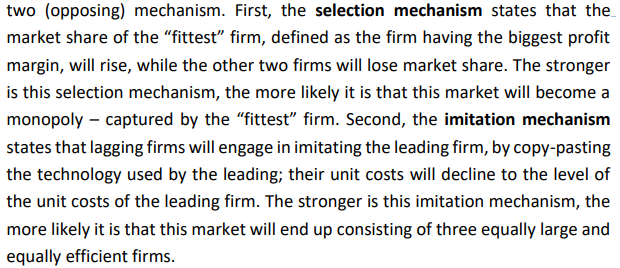 two (opposing) mechanism. First, the selection mechanism states that the
market share of the “fittest” firm, defined as the firm having the biggest profit
margin, will rise, while the other two firms will lose market share. The stronger
is this selection mechanism, the more likely it is that this market will become a
monopoly – captured by the “fittest” firm. Second, the imitation mechanism
states that lagging firms will engage in imitating the leading firm, by copy-pasting
the technology used by the leading; their unit costs will decline to the level of
the unit costs of the leading firm. The stronger is this imitation mechanism, the
more likely it is that this market will end up consisting of three equally large and
equally efficient firms.